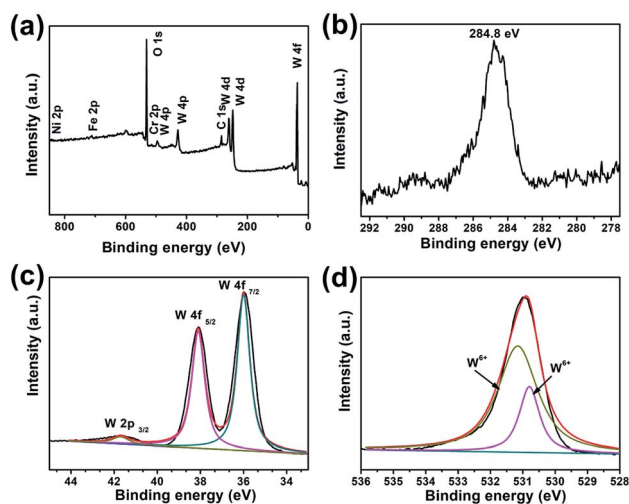 (a)
Intensity (a.u.)
Ni 2p
Fe 2p
O 1s
Cr 2p
W 4p
W 4p
C 1s
W 4d
W 4d
W 4f
800 600 400 200 0
Binding energy (eV)
(b)
Intensity (a.u.)
284.8 eV
292 290 288 286 284 282 280 278
Binding energy (eV)
(c)
Intensity (a.u.)
W 4f 7/2
W 4f 5/2
W 2p 3/2
44 42 40 38 36 34
Binding energy (eV)
(d)
Intensity (a.u.)
W6+
W6+
536 535 534 533 532 531 530 529 528
Binding energy (eV)